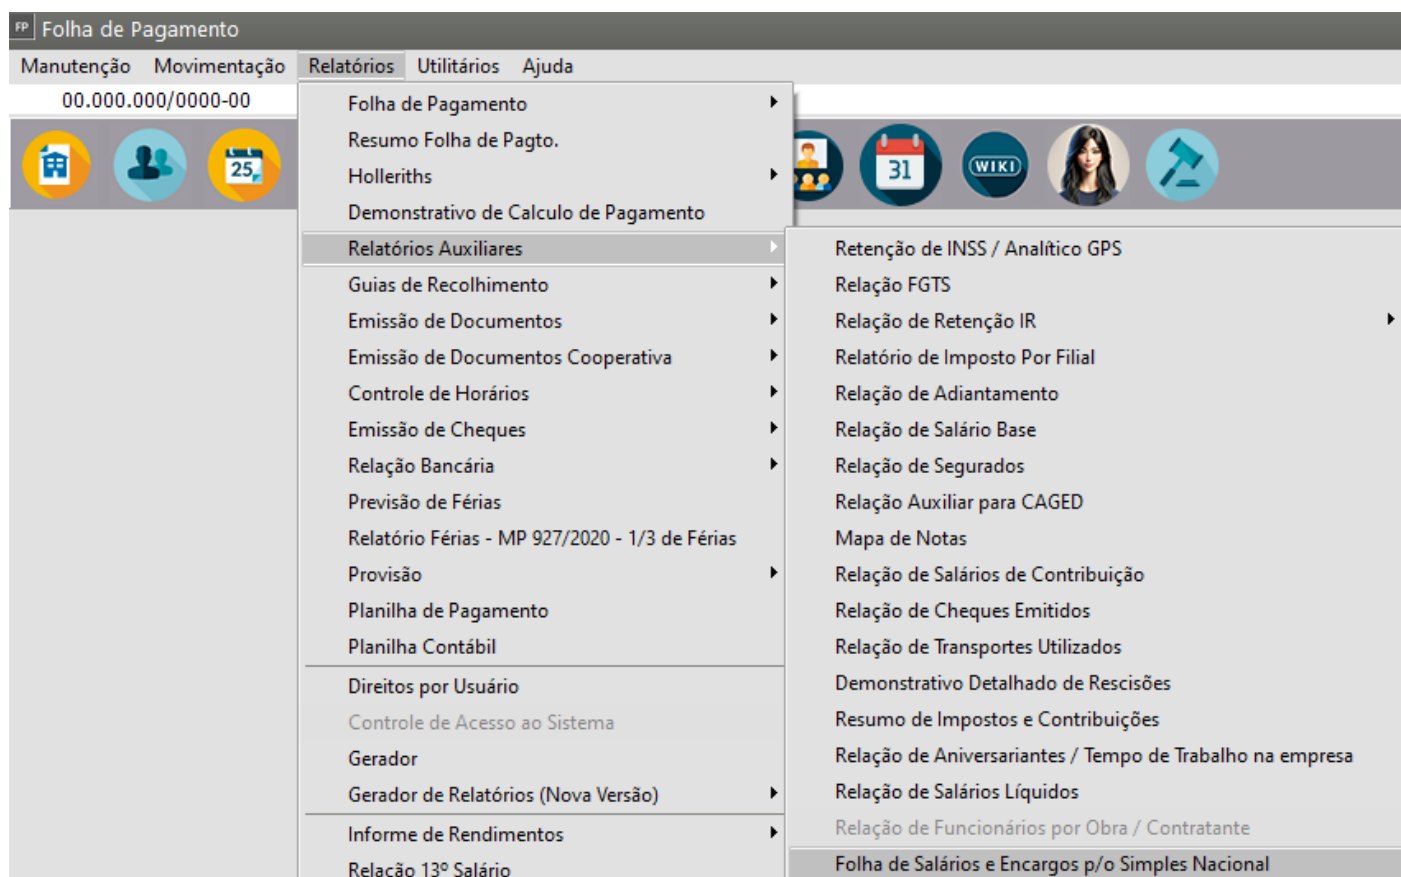 FP Folha de Pagamento
Manutenção Movimentação Relatórios Utilitários Ajuda
00.000.000/0000-00
25
31
WIKI
Folha de Pagamento
Resumo Folha de Pagto.
Holleriths
Demonstrativo de Calculo de Pagamento
Relatórios Auxiliares
Guias de Recolhimento
Emissão de Documentos
Emissão de Documentos Cooperativa
Controle de Horários
Emissão de Cheques
Relação Bancária
Previsão de Férias
Relatório Férias - MP 927/2020 - 1/3 de Férias
Provisão
Planilha de Pagamento
Planilha Contábil
Direitos por Usuário
Controle de Acesso ao Sistema
Gerador
Gerador de Relatórios (Nova Versão)
Informe de Rendimentos
Relação 13º Salário
Retenção de INSS / Analítico GPS
Relação FGTS
Relação de Retenção IR
Relatório de Imposto Por Filial
Relação de Adiantamento
Relação de Salário Base
Relação de Segurados
Relação Auxiliar para CAGED
Mapa de Notas
Relação de Salários de Contribuição
Relação de Cheques Emitidos
Relação de Transportes Utilizados
Demonstrativo Detalhado de Rescisões
Resumo de Impostos e Contribuições
Relação de Aniversariantes / Tempo de Trabalho na empresa
Relação de Salários Líquidos
Relação de Funcionários por Obra / Contratante
Folha de Salários e Encargos p/o Simples Nacional